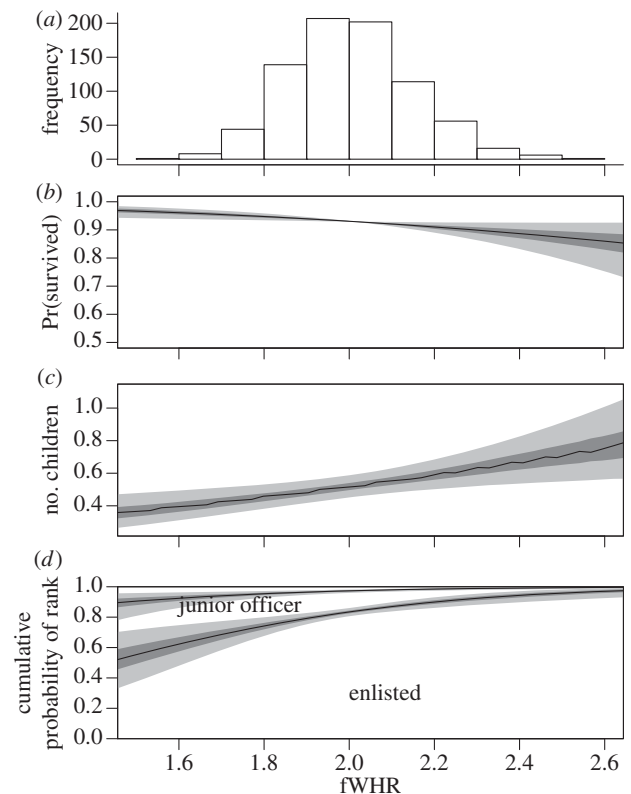 (a)
200
150
100
50
0
frequency
(b)
1.0
0.9
0.8
0.7
0.6
0.5
Pr(survived)
(c)
1.0
0.8
0.6
0.4
no. children
(d)
1.0
0.8
0.6
0.4
0.2
0.0
cumulative
probability of rank
junior officer
enlisted
1.6 1.8 2.0 2.2 2.4 2.6
fWHR